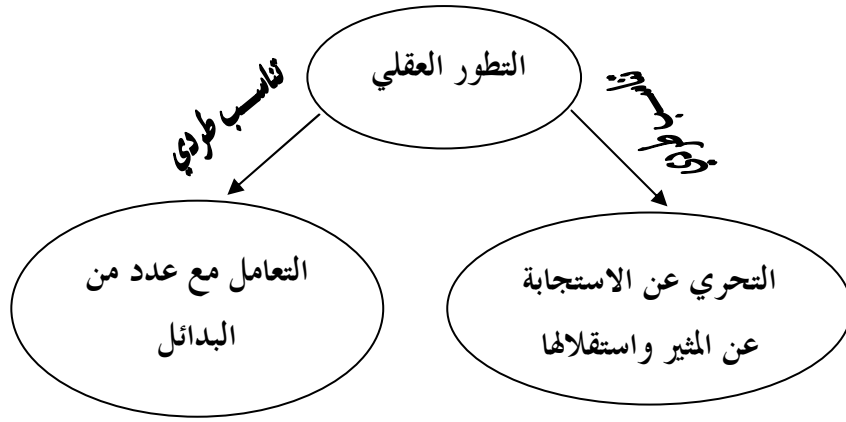 التطور العقلي
تناسب طردي
التحري عن الاستجابة
عن المثير واستقلالها
التعامل مع عدد من
البدائل